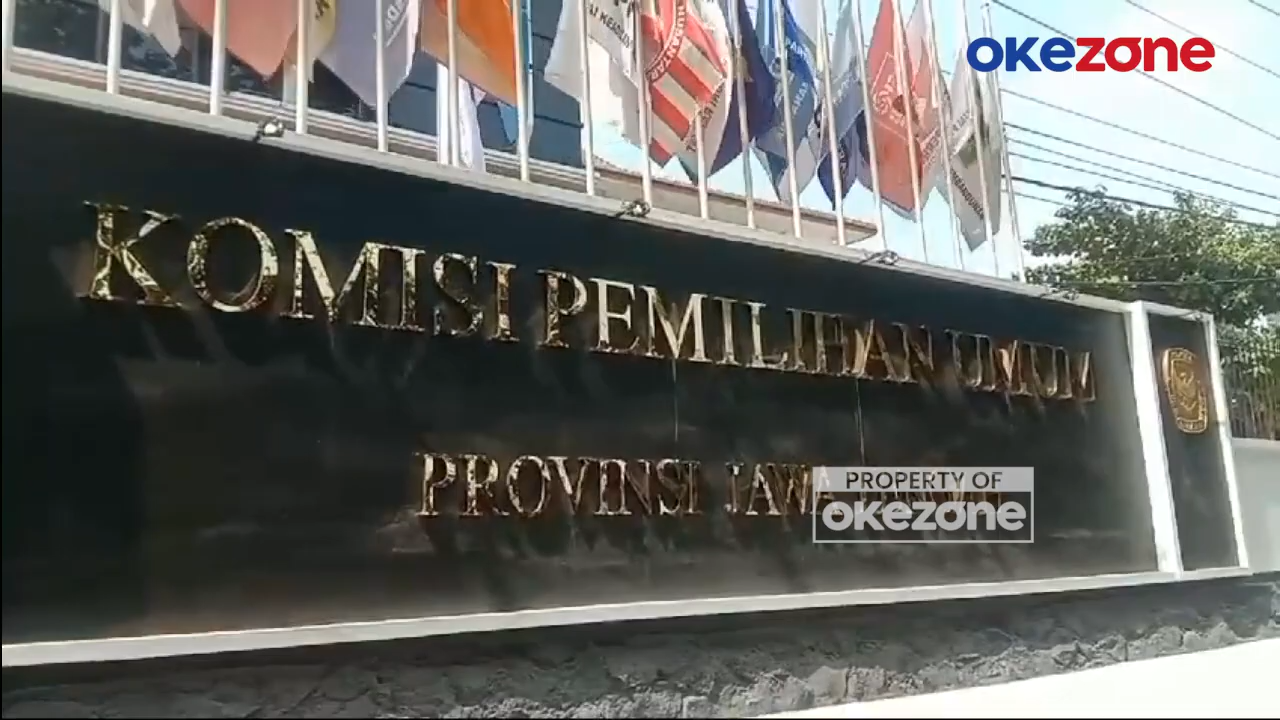 okezone
KOMISI PEMILIHAN UMUM
PROVINSI JAWA
PROPERTY OF
okezone